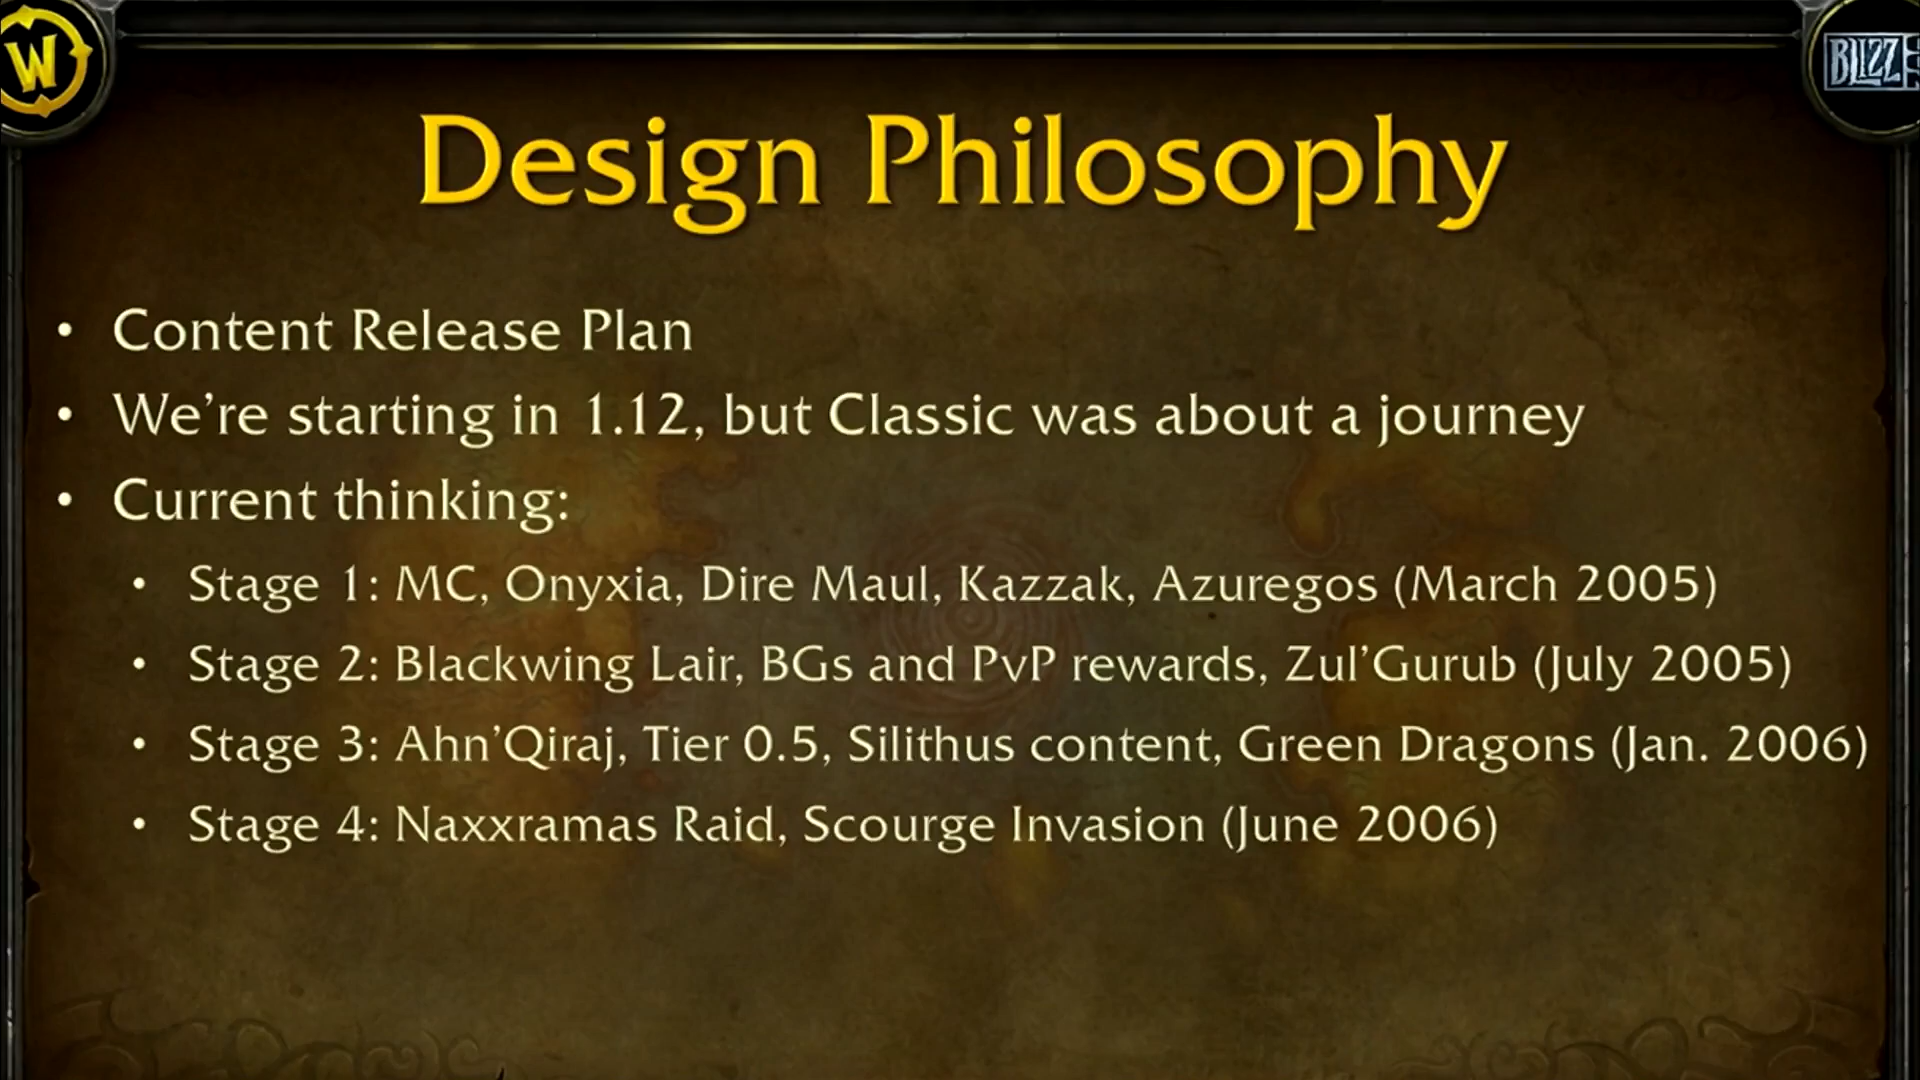 W
BLIZZ
Design Philosophy
• Content Release Plan
• We're starting in 1.12, but Classic was about a journey
• Current thinking:
• Stage 1: MC, Onyxia, Dire Maul, Kazzak, Azuregos (March 2005)
• Stage 2: Blackwing Lair, BGs and PvP rewards, Zul'Gurub (July 2005)
• Stage 3: Ahn'Qiraj, Tier 0.5, Silithus content, Green Dragons (Jan. 2006)
• Stage 4: Naxxramas Raid, Scourge Invasion (June 2006)